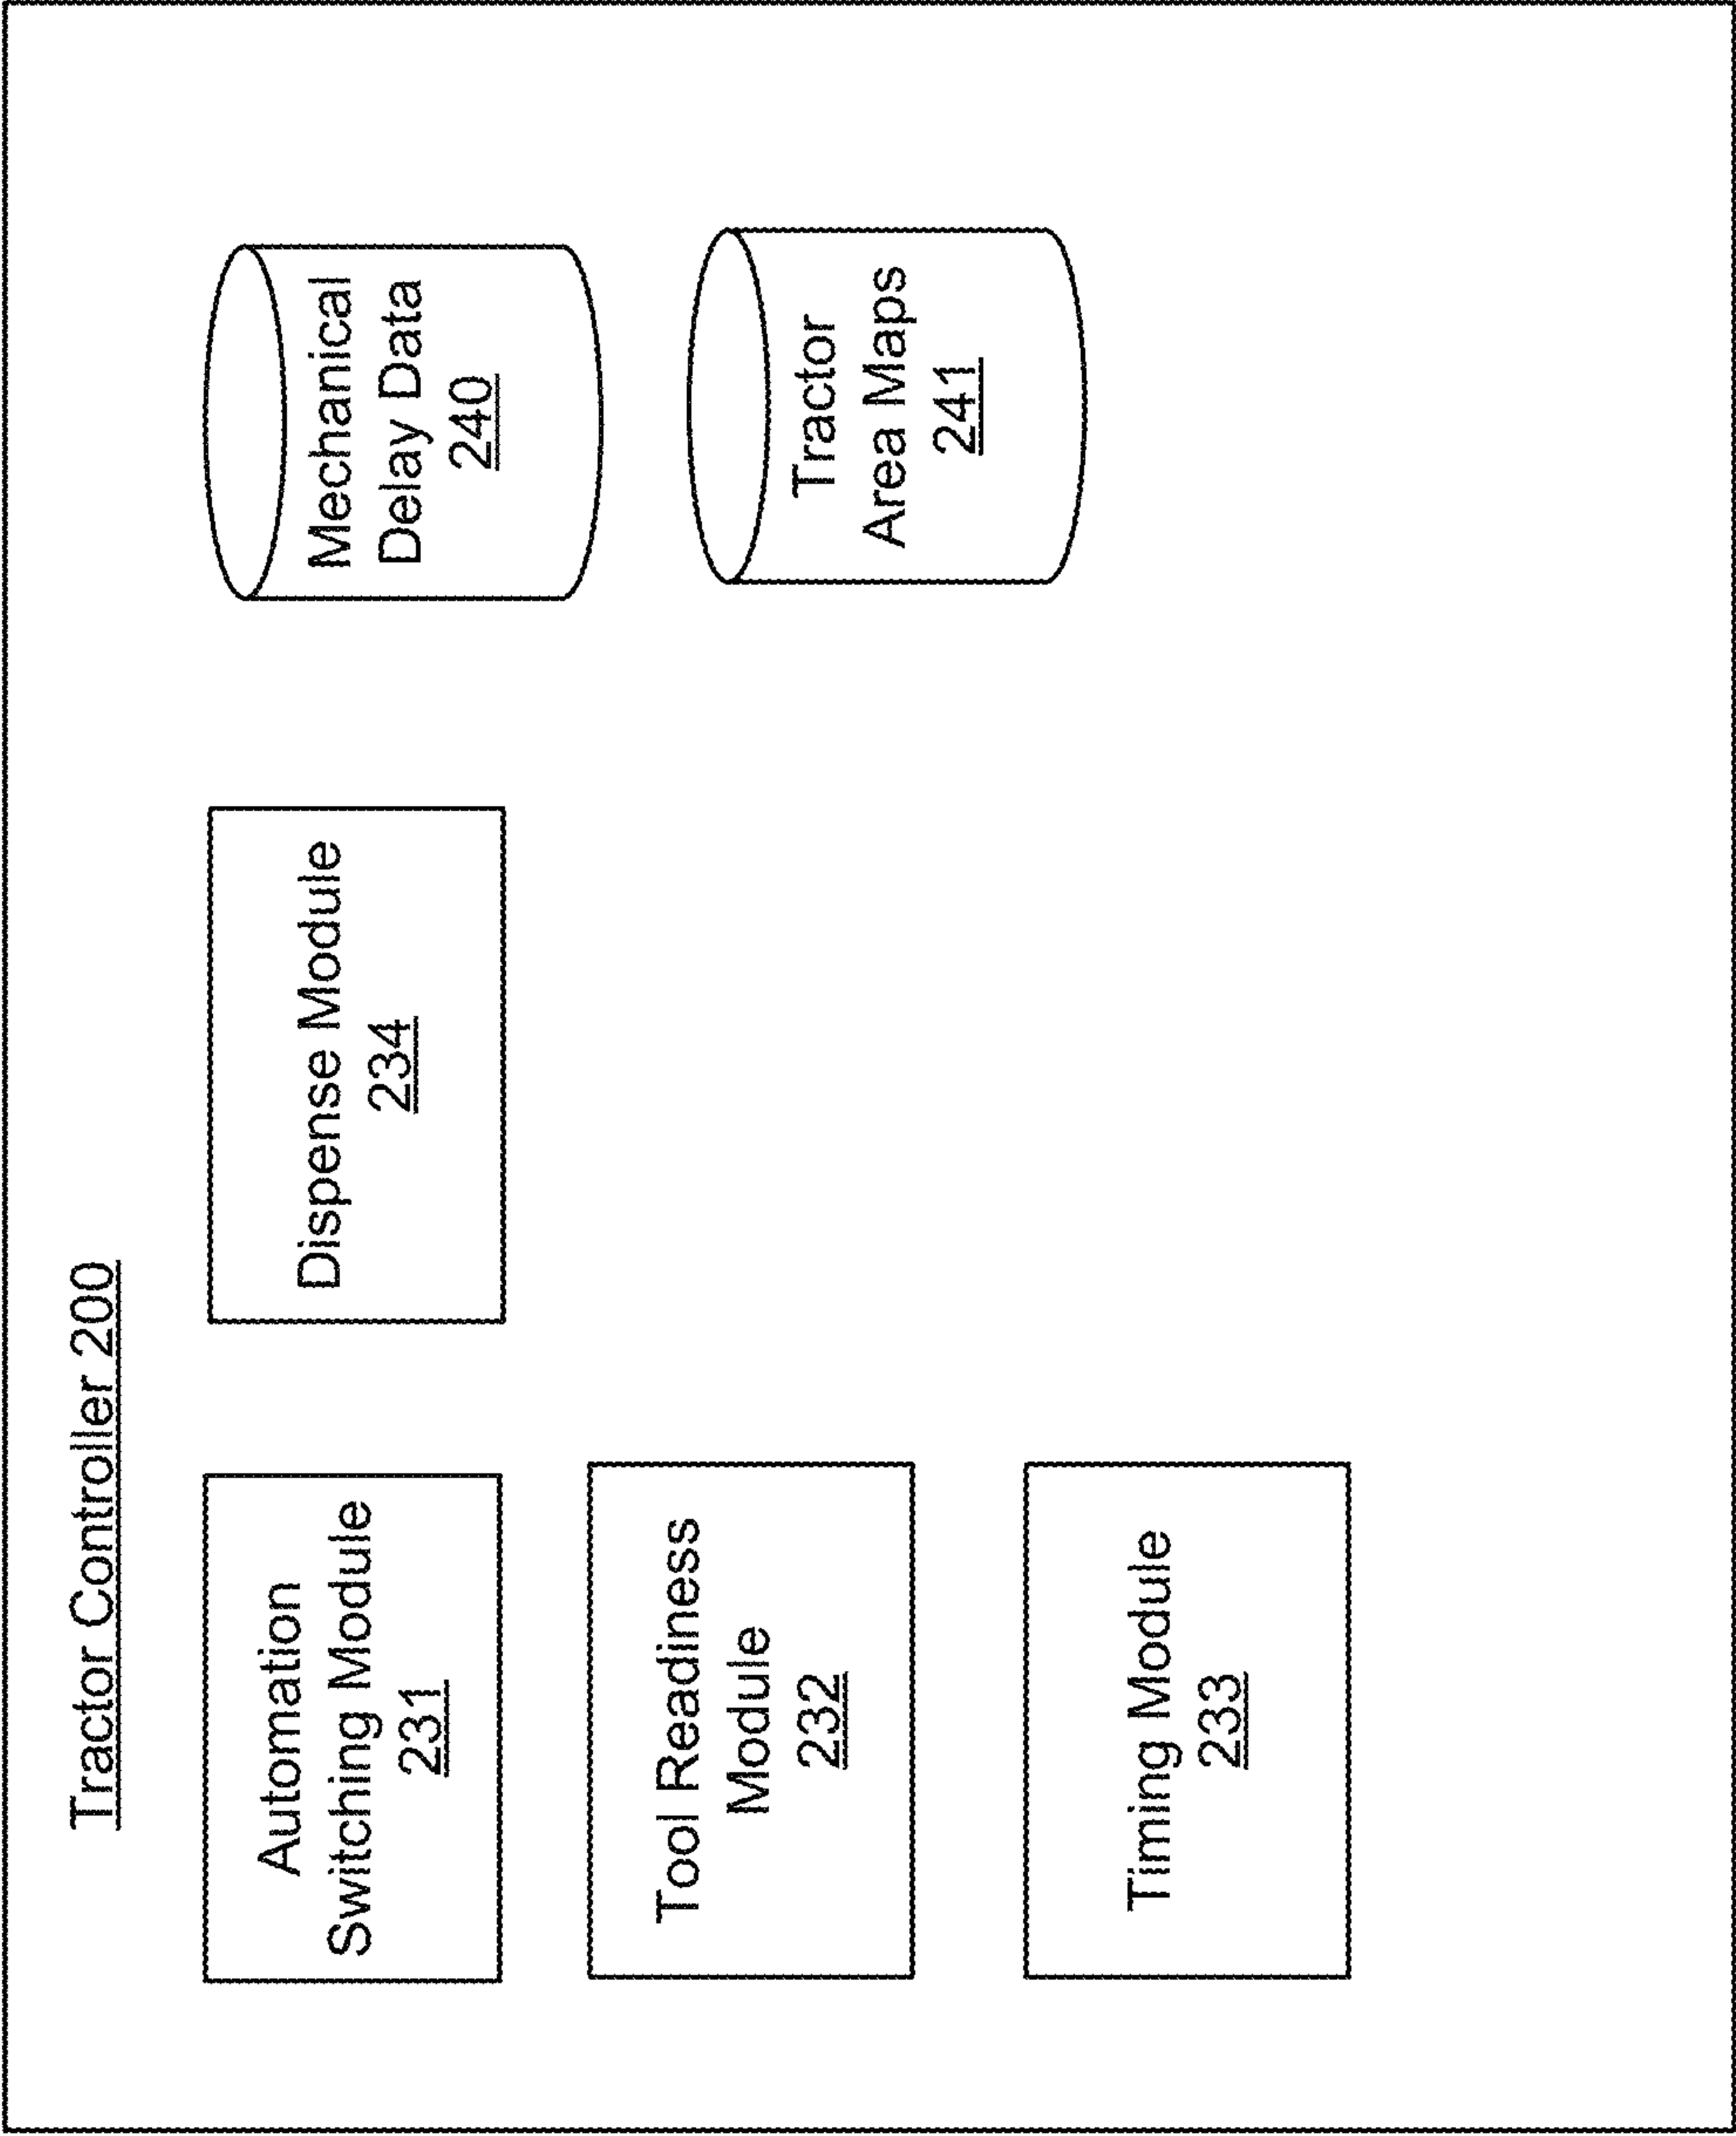 Tractor Controller 200
Automation
Switching Module
231
Dispense Module
234
Mechanical
Delay Data
240
Tool Readiness
Module
232
Tractor
Area Maps
241
Timing Module
233